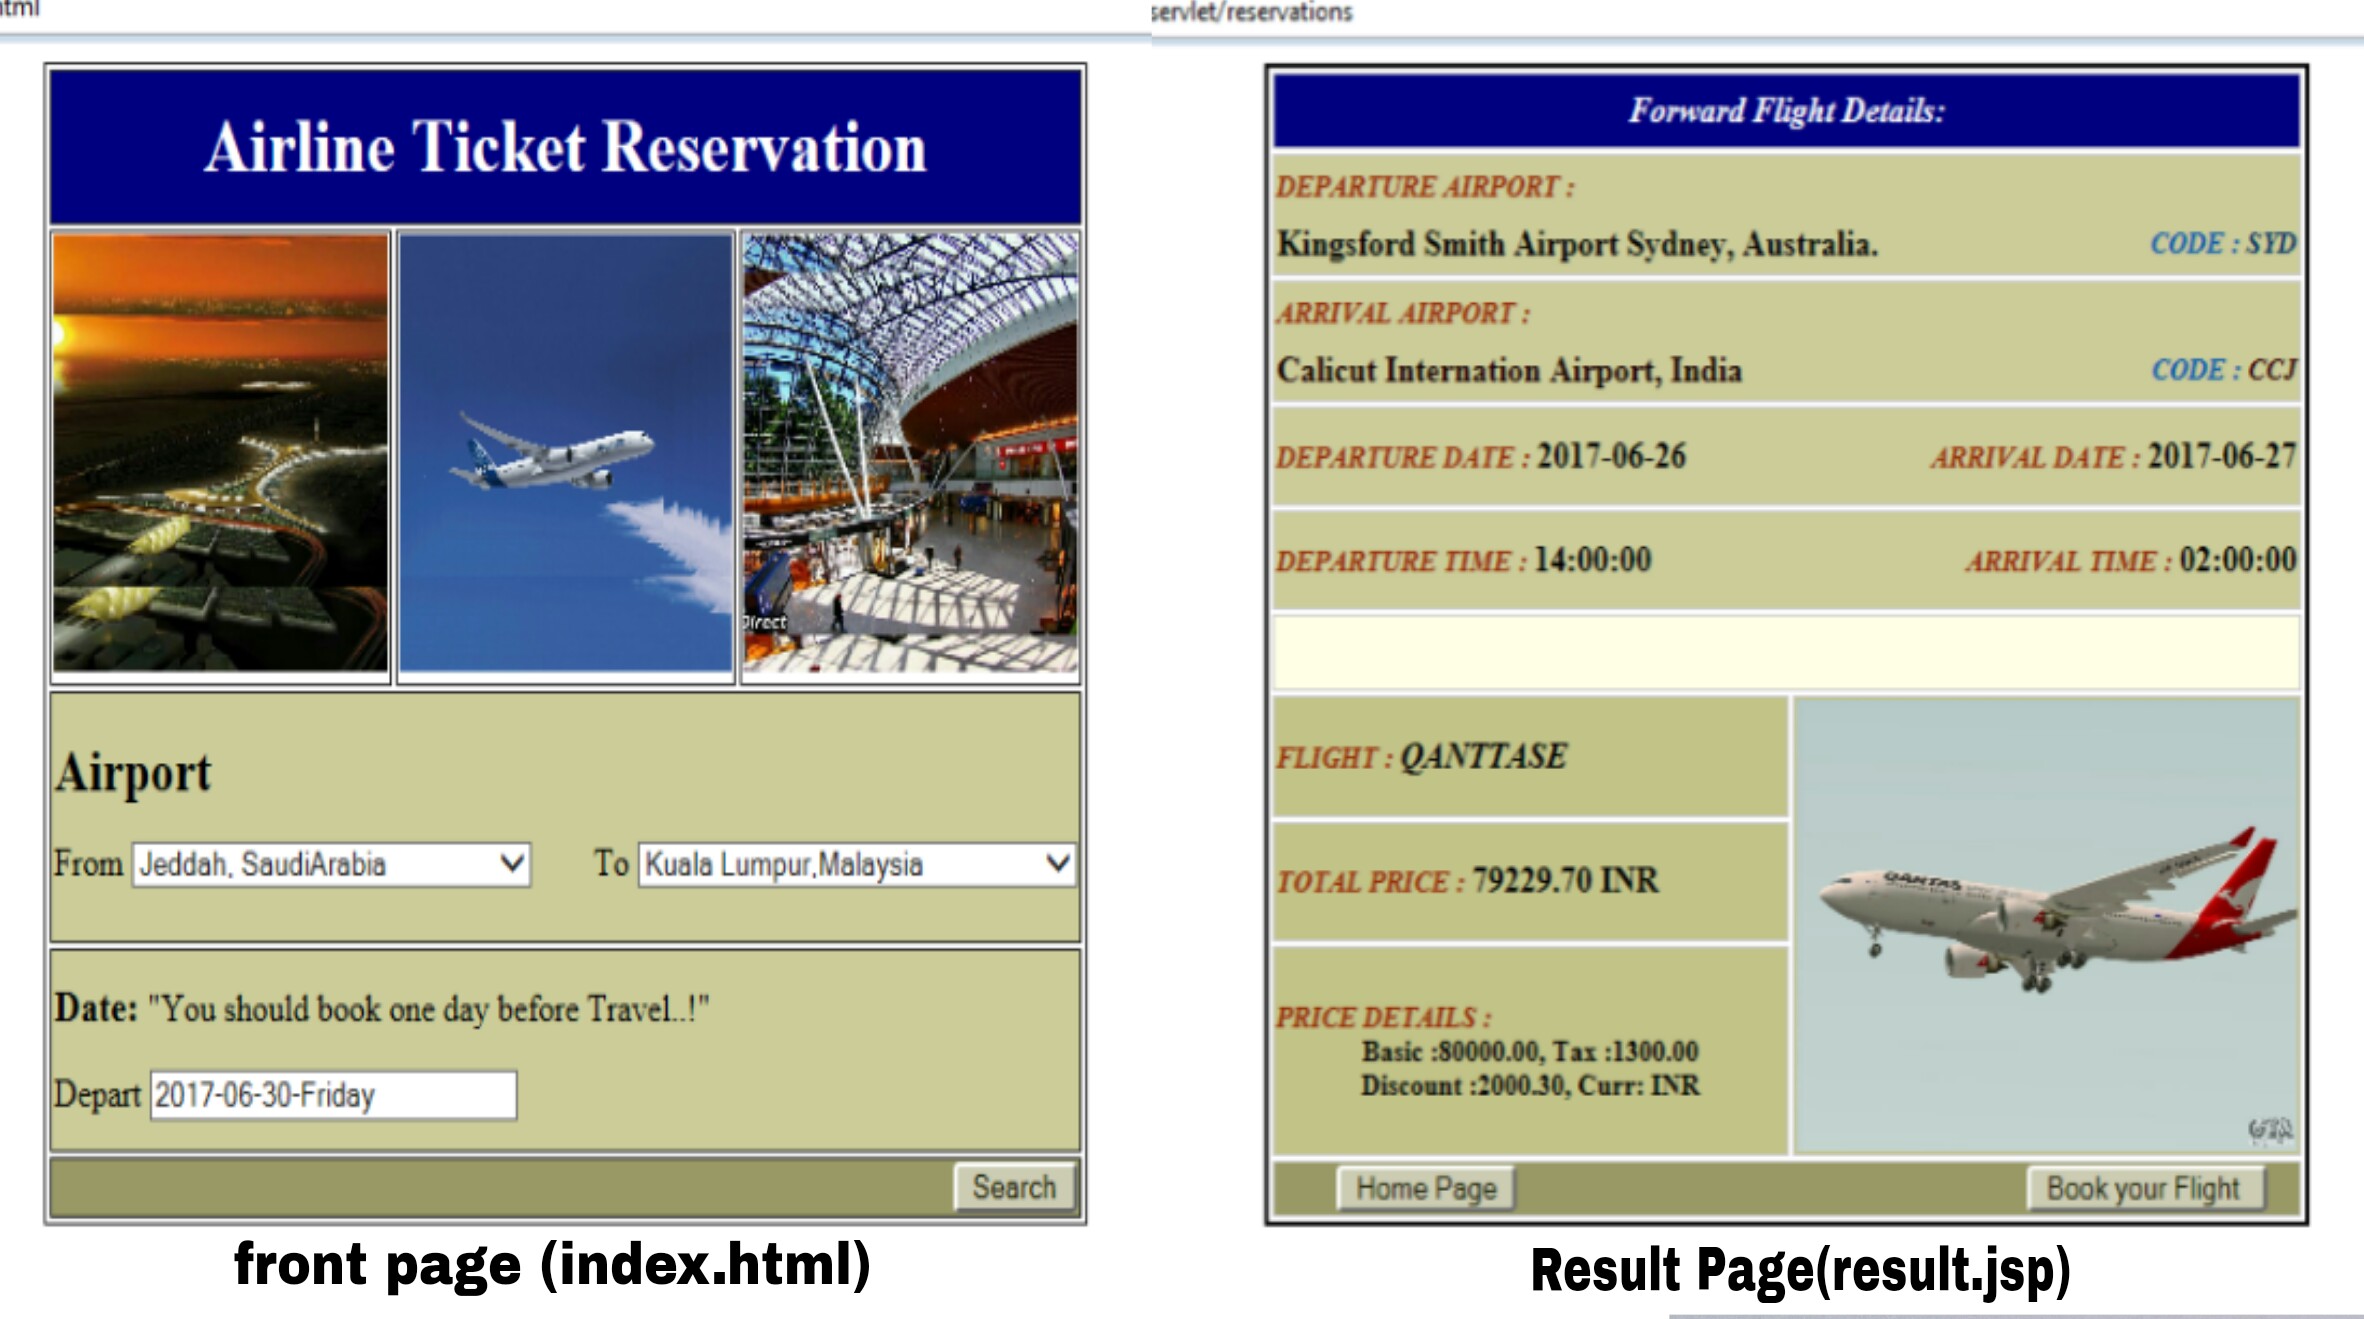 html
servlet/reservations
Airline Ticket Reservation
Direct
Airport
From Jeddah, SaudiArabia To Kuala Lumpur,Malaysia
Date: "You should book one day before Travel..!"
Depart 2017-06-30-Friday
Search
front page (index.html)
Forward Flight Details:
DEPARTURE AIRPORT :
Kingsford Smith Airport Sydney, Australia. CODE : SYD
ARRIVAL AIRPORT :
Calicut Internation Airport, India CODE : CCJ
DEPARTURE DATE : 2017-06-26 ARRIVAL DATE : 2017-06-27
DEPARTURE TIME : 14:00:00 ARRIVAL TIME : 02:00:00
FLIGHT : QANTTASE
TOTAL PRICE : 79229.70 INR
QANTAS
PRICE DETAILS :
Basic :80000.00, Tax :1300.00
Discount :2000.30, Curr: INR
Home Page Book your Flight
Result Page(result.jsp)